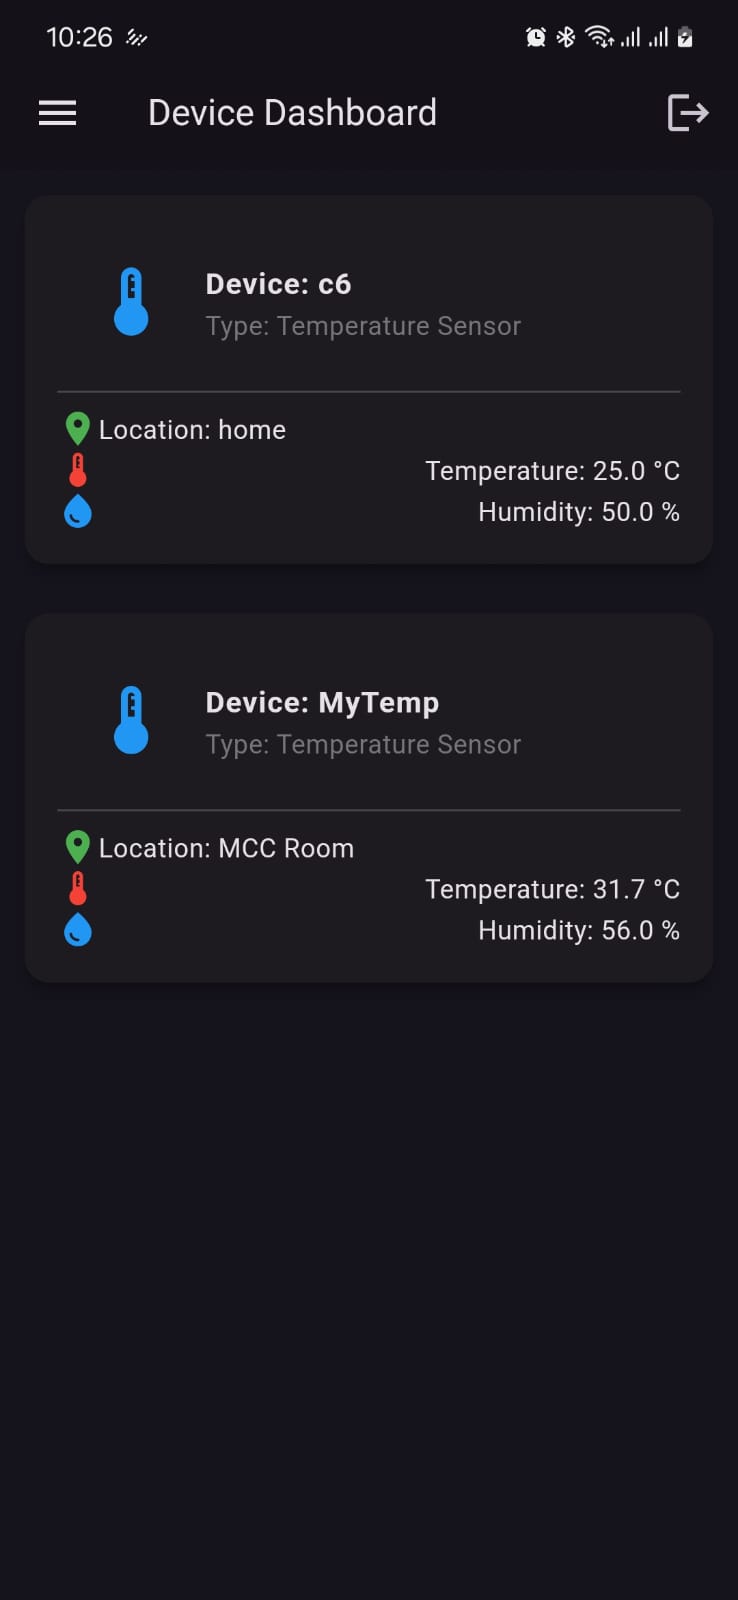 10:26
Device Dashboard
Device: c6
Type: Temperature Sensor
Location: home
Temperature: 25.0 °C
Humidity: 50.0 %
Device: MyTemp
Type: Temperature Sensor
Location: MCC Room
Temperature: 31.7 °C
Humidity: 56.0 %